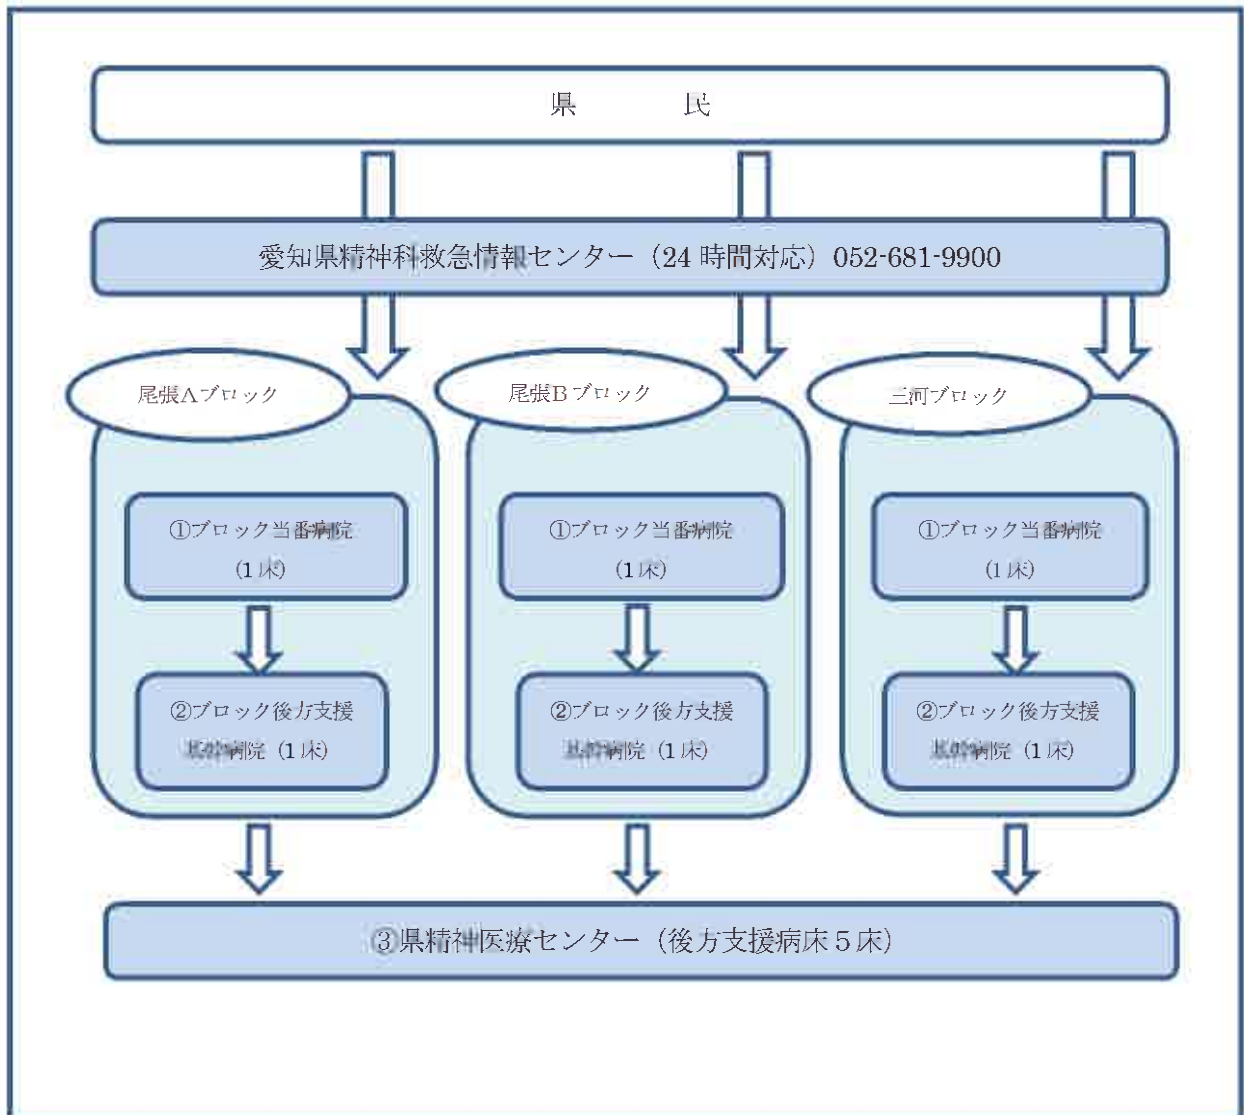 県 民
愛知県精神科救急情報センター（24 時間対応）052-681-9900
尾張Aブロック
尾張Bブロック
三河ブロック
①ブロック当番病院
(1 床)
①ブロック当番病院
(1 床)
①ブロック当番病院
(1 床)
②ブロック後方支援
基幹病院（1 床）
②ブロック後方支援
基幹病院（1 床）
②ブロック後方支援
基幹病院（1 床）
③県精神医療センター（後方支援病床５床）